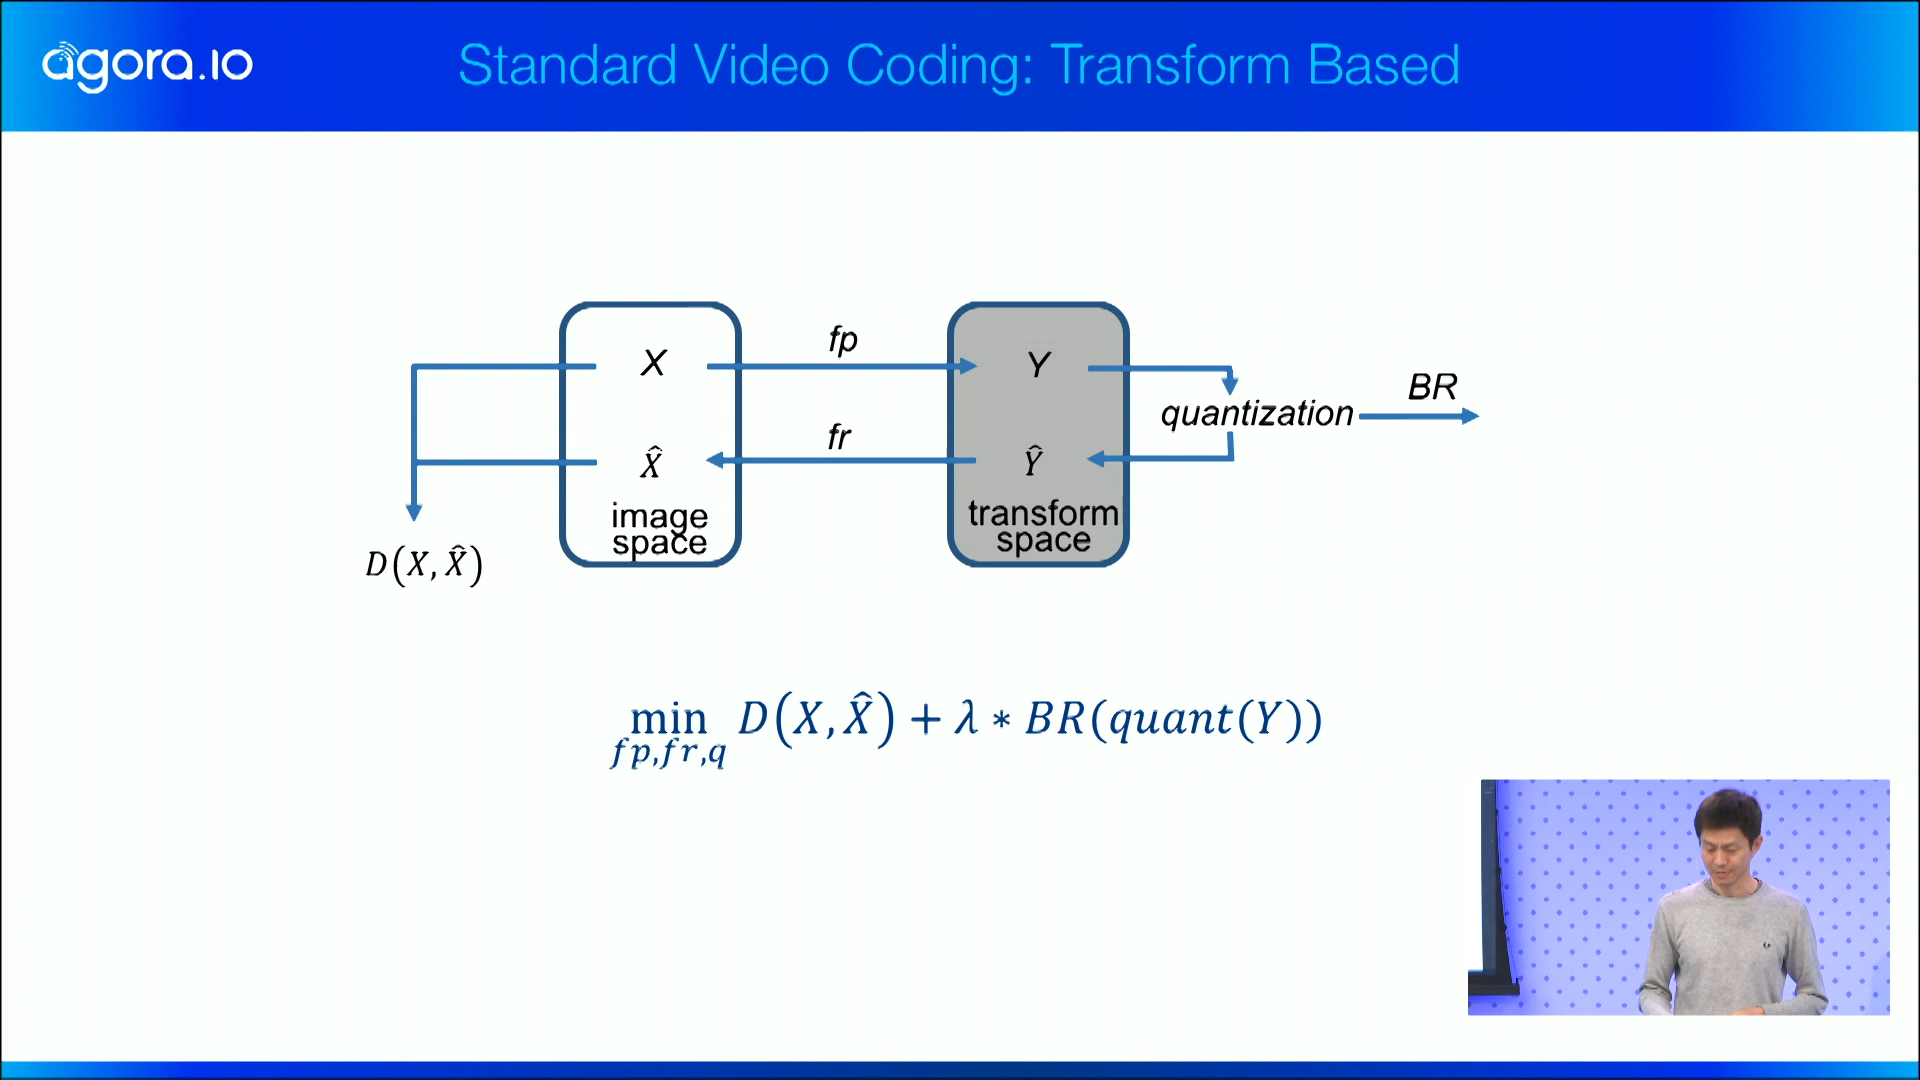 agora.io
Standard Video Coding: Transform Based
X
fp
Y
quantization
BR
X̂
fr
Ŷ
image
space
transform
space
D(X, X̂)
min D(X, X̂) + λ ∗ BR(quant(Y))
fp,fr,q